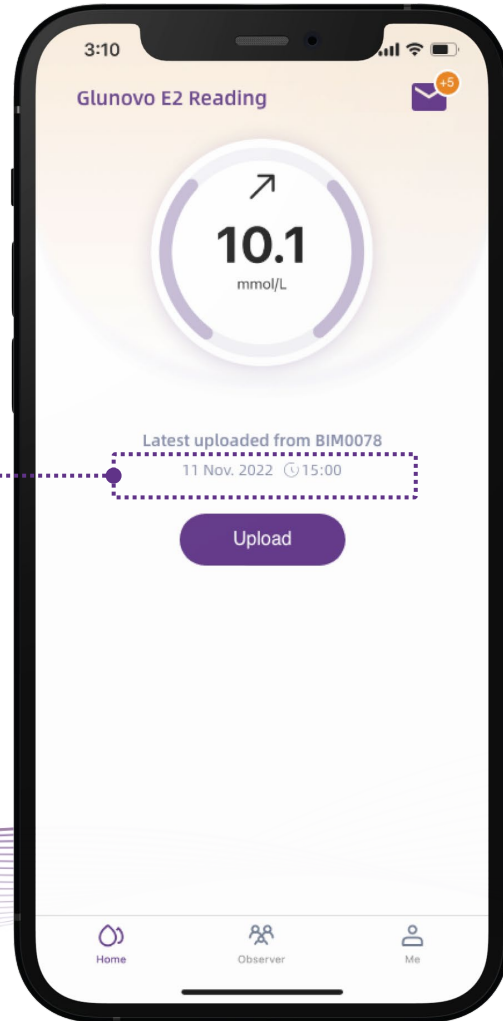 3:10
Glunovo E2 Reading
+5
10.1
mmol/L
Latest uploaded from BIM0078
11 Nov. 2022 15:00
Upload
Home Observer Me